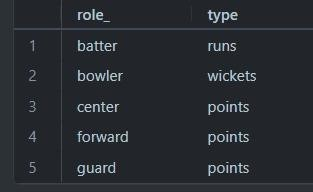 role_ type
1 batter runs
2 bowler wickets
3 center points
4 forward points
5 guard points